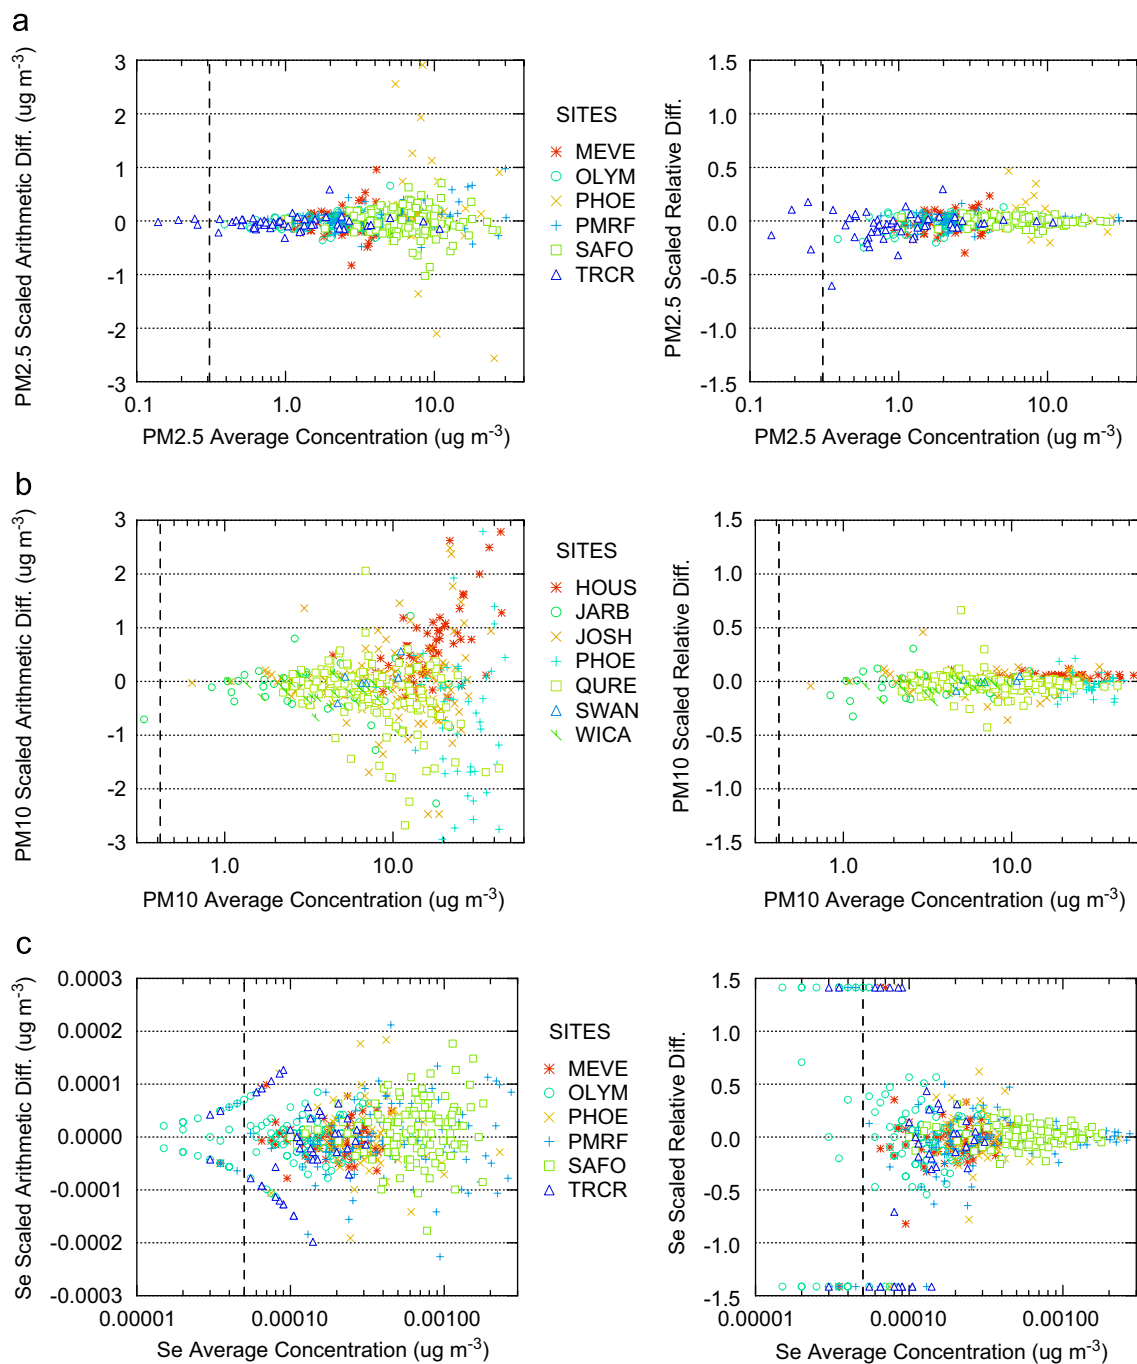 a
PM2.5 Scaled Arithmetic Diff. (ug m-3)
3
2
1
0
-1
-2
-3
0.1
1.0
10.0
PM2.5 Average Concentration (ug m-3)
SITES
MEVE
OLYM
PHOE
PMRF
SAFO
TRCR
PM2.5 Scaled Relative Diff.
1.5
1.0
0.5
0.0
-0.5
-1.0
-1.5
0.1
1.0
10.0
PM2.5 Average Concentration (ug m-3)
b
PM10 Scaled Arithmetic Diff. (ug m-3)
3
2
1
0
-1
-2
-3
1.0
10.0
PM10 Average Concentration (ug m-3)
SITES
HOUS
JARB
JOSH
PHOE
QURE
SWAN
WICA
PM10 Scaled Relative Diff.
1.5
1.0
0.5
0.0
-0.5
-1.0
-1.5
1.0
10.0
PM10 Average Concentration (ug m-3)
c
Se Scaled Arithmetic Diff. (ug m-3)
0.0003
0.0002
0.0001
0.0000
-0.0001
-0.0002
-0.0003
0.00001
0.00010
0.00100
Se Average Concentration (ug m-3)
SITES
MEVE
OLYM
PHOE
PMRF
SAFO
TRCR
Se Scaled Relative Diff.
1.5
1.0
0.5
0.0
-0.5
-1.0
-1.5
0.00001
0.00010
0.00100
Se Average Concentration (ug m-3)